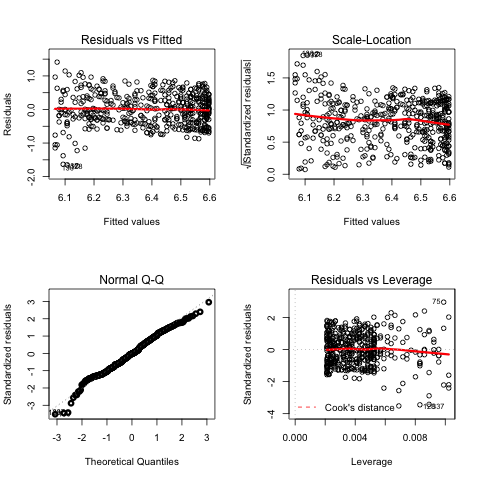 Residuals vs Fitted
Residuals
-2.0 -1.0 0.0 1.0
6.1 6.2 6.3 6.4 6.5 6.6
Fitted values
Scale-Location
√|Standardized residuals|
0.0 0.5 1.0 1.5
6.1 6.2 6.3 6.4 6.5 6.6
Fitted values
Normal Q-Q
Standardized residuals
-3 -2 -1 0 1 2 3
-3 -2 -1 0 1 2 3
Theoretical Quantiles
Residuals vs Leverage
Standardized residuals
-4 -2 0 2
75
Cook's distance
0.000 0.004 0.008
Leverage